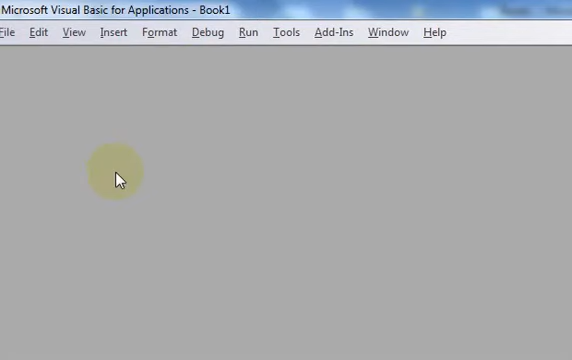 Microsoft Visual Basic for Applications - Book1
File Edit View Insert Format Debug Run Tools Add-Ins Window Help